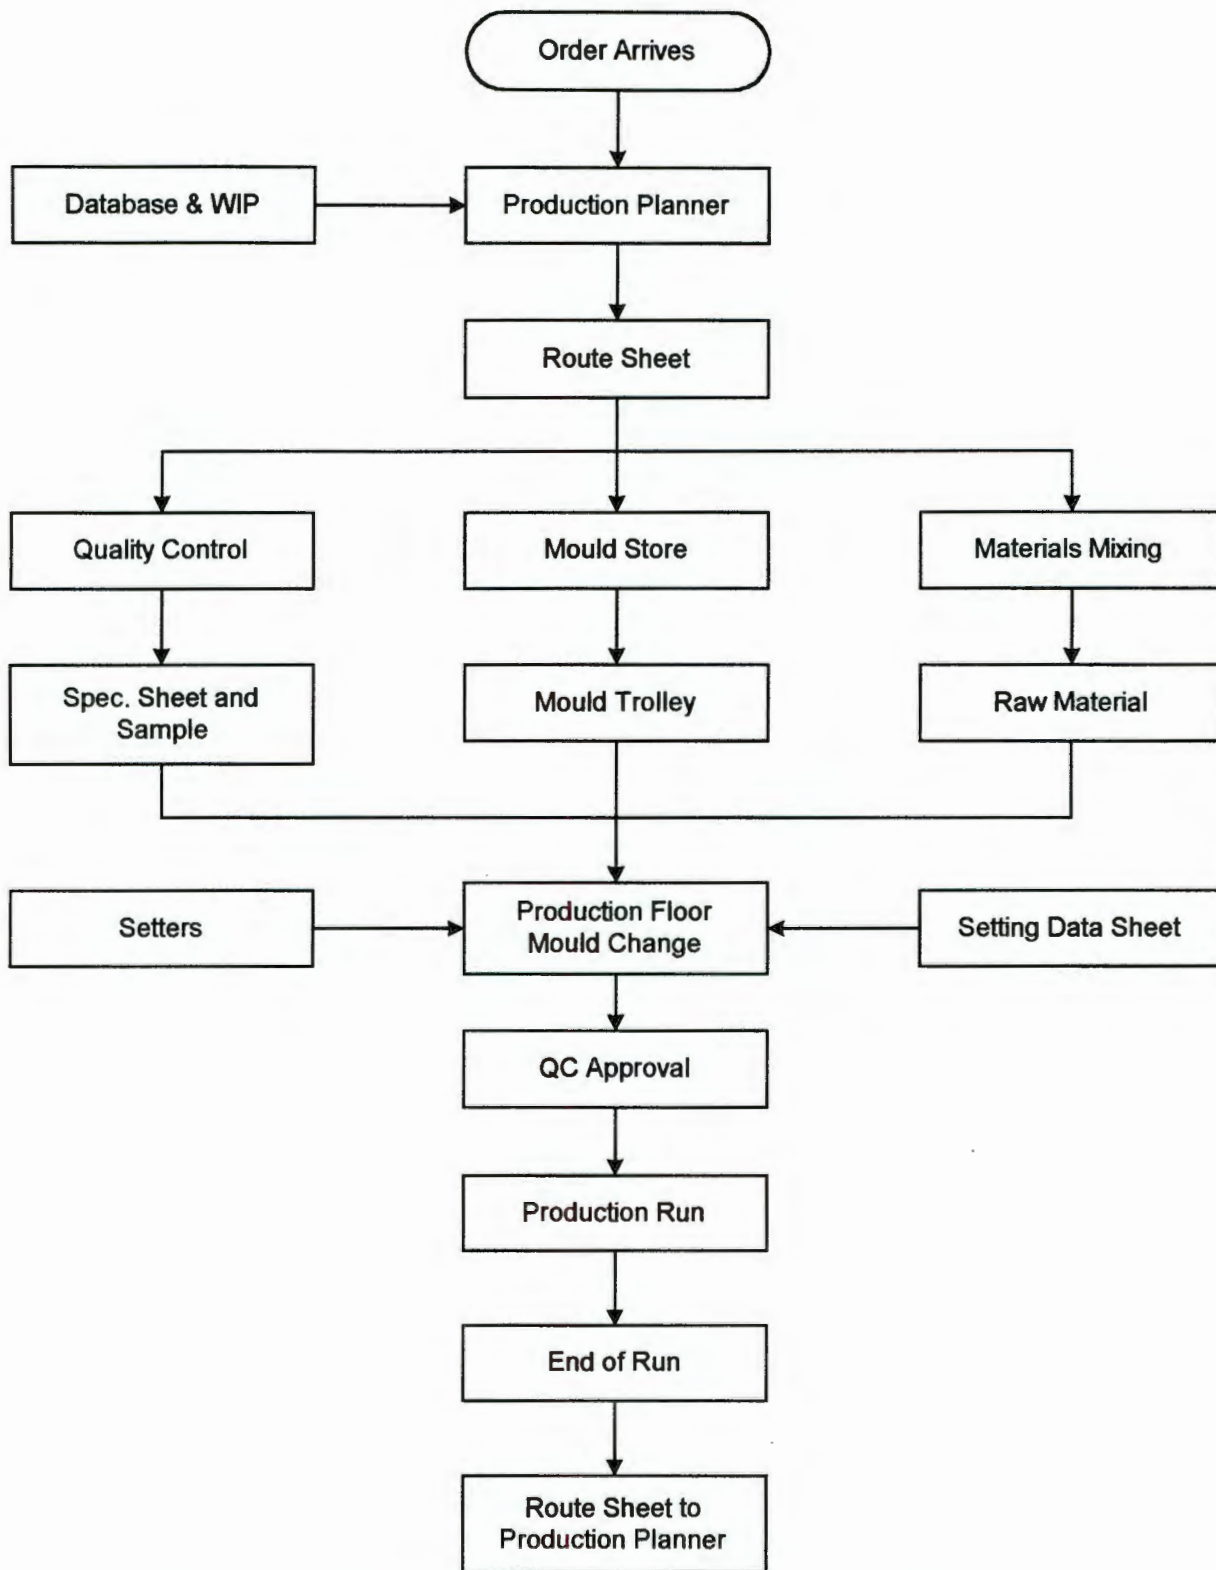 Order Arrives
Database & WIP
Production Planner
Route Sheet
Quality Control
Mould Store
Materials Mixing
Spec. Sheet and
Sample
Mould Trolley
Raw Material
Setters
Production Floor
Mould Change
Setting Data Sheet
QC Approval
Production Run
End of Run
Route Sheet to
Production Planner